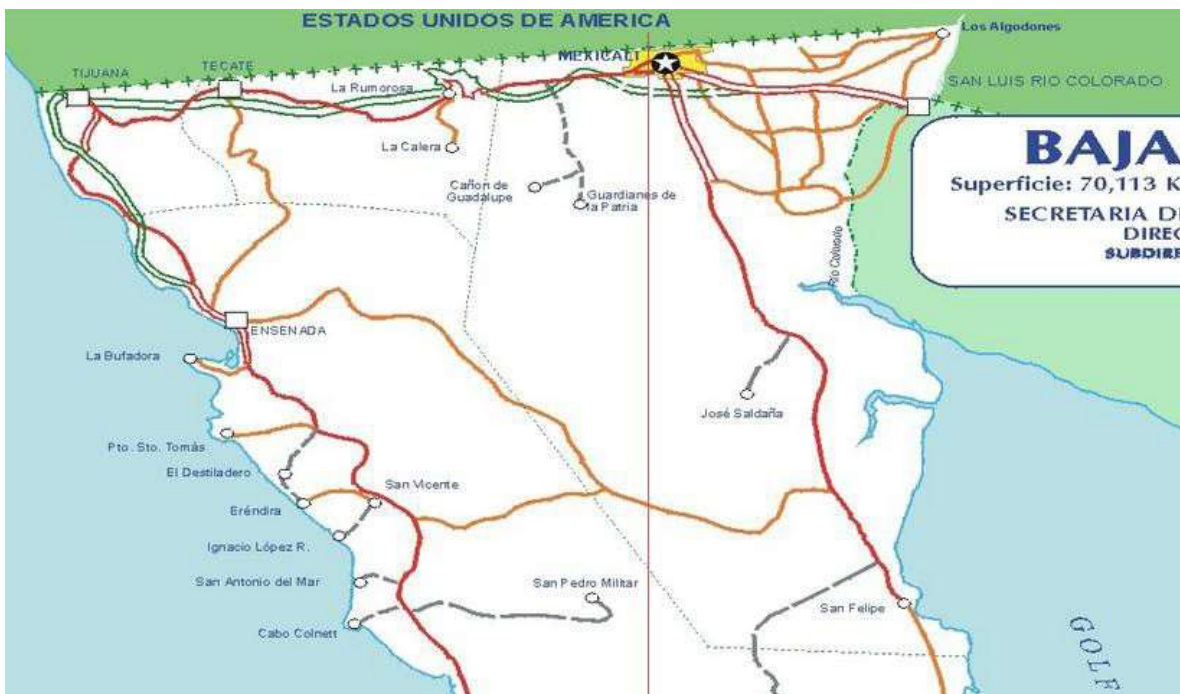 ESTADOS UNIDOS DE AMERICA
Los Algodones
MEXICALI
TECATE
TIJUANA
SAN LUIS RIO COLORADO
La Rumorosa
La Calera
Cañon de
Guadalupe
Guardianes de
la Patria
BAJA
Superficie: 70,113 K
SECRETARIA D
DIREC
SUBDIRE
Río Colorado
ENSENADA
La Bufadora
José Saldaña
Pto. Sto. Tomás
El Destiladero
San Vicente
Eréndira
Ignacio López R.
San Antonio del Mar
San Pedro Militar
San Felipe
Cabo Colnett
GOLF